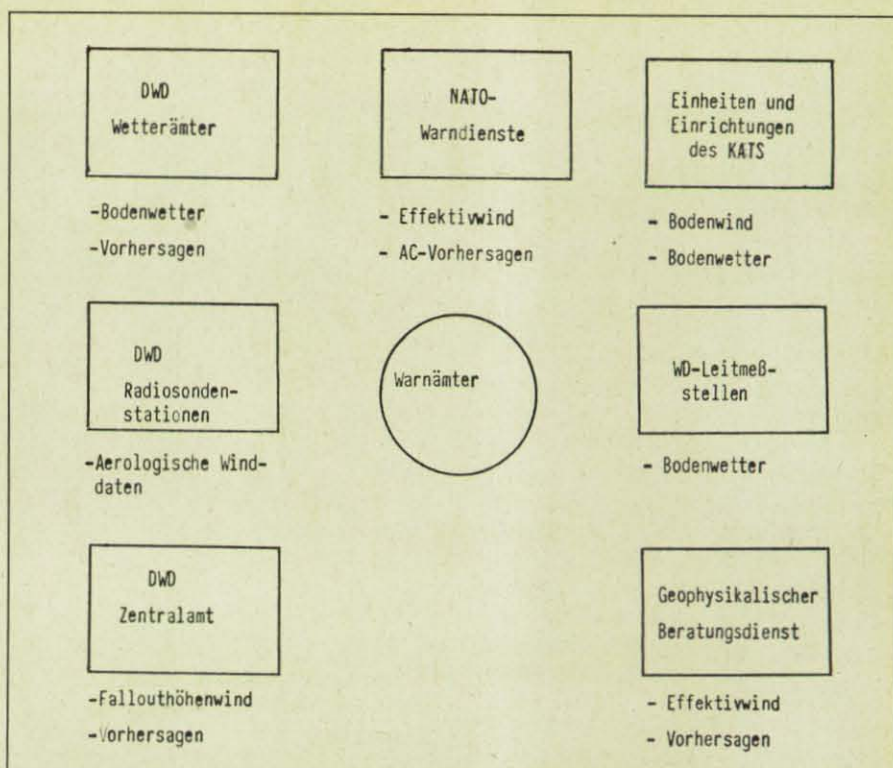 DWD
Wetterämter
-Bodenwetter
-Vorhersagen
NATO-
Warndienste
- Effektivwind
- AC-Vorhersagen
Einheiten und
Einrichtungen
des KATS
- Bodenwind
- Bodenwetter
DWD
Radiosonden-
stationen
-Aerologische Wind-
daten
Warnämter
WD-Leitmeß-
stellen
- Bodenwetter
DWD
Zentralamt
-Fallouthöhenwind
-Vorhersagen
Geophysikalischer
Beratungsdienst
- Effektivwind
- Vorhersagen